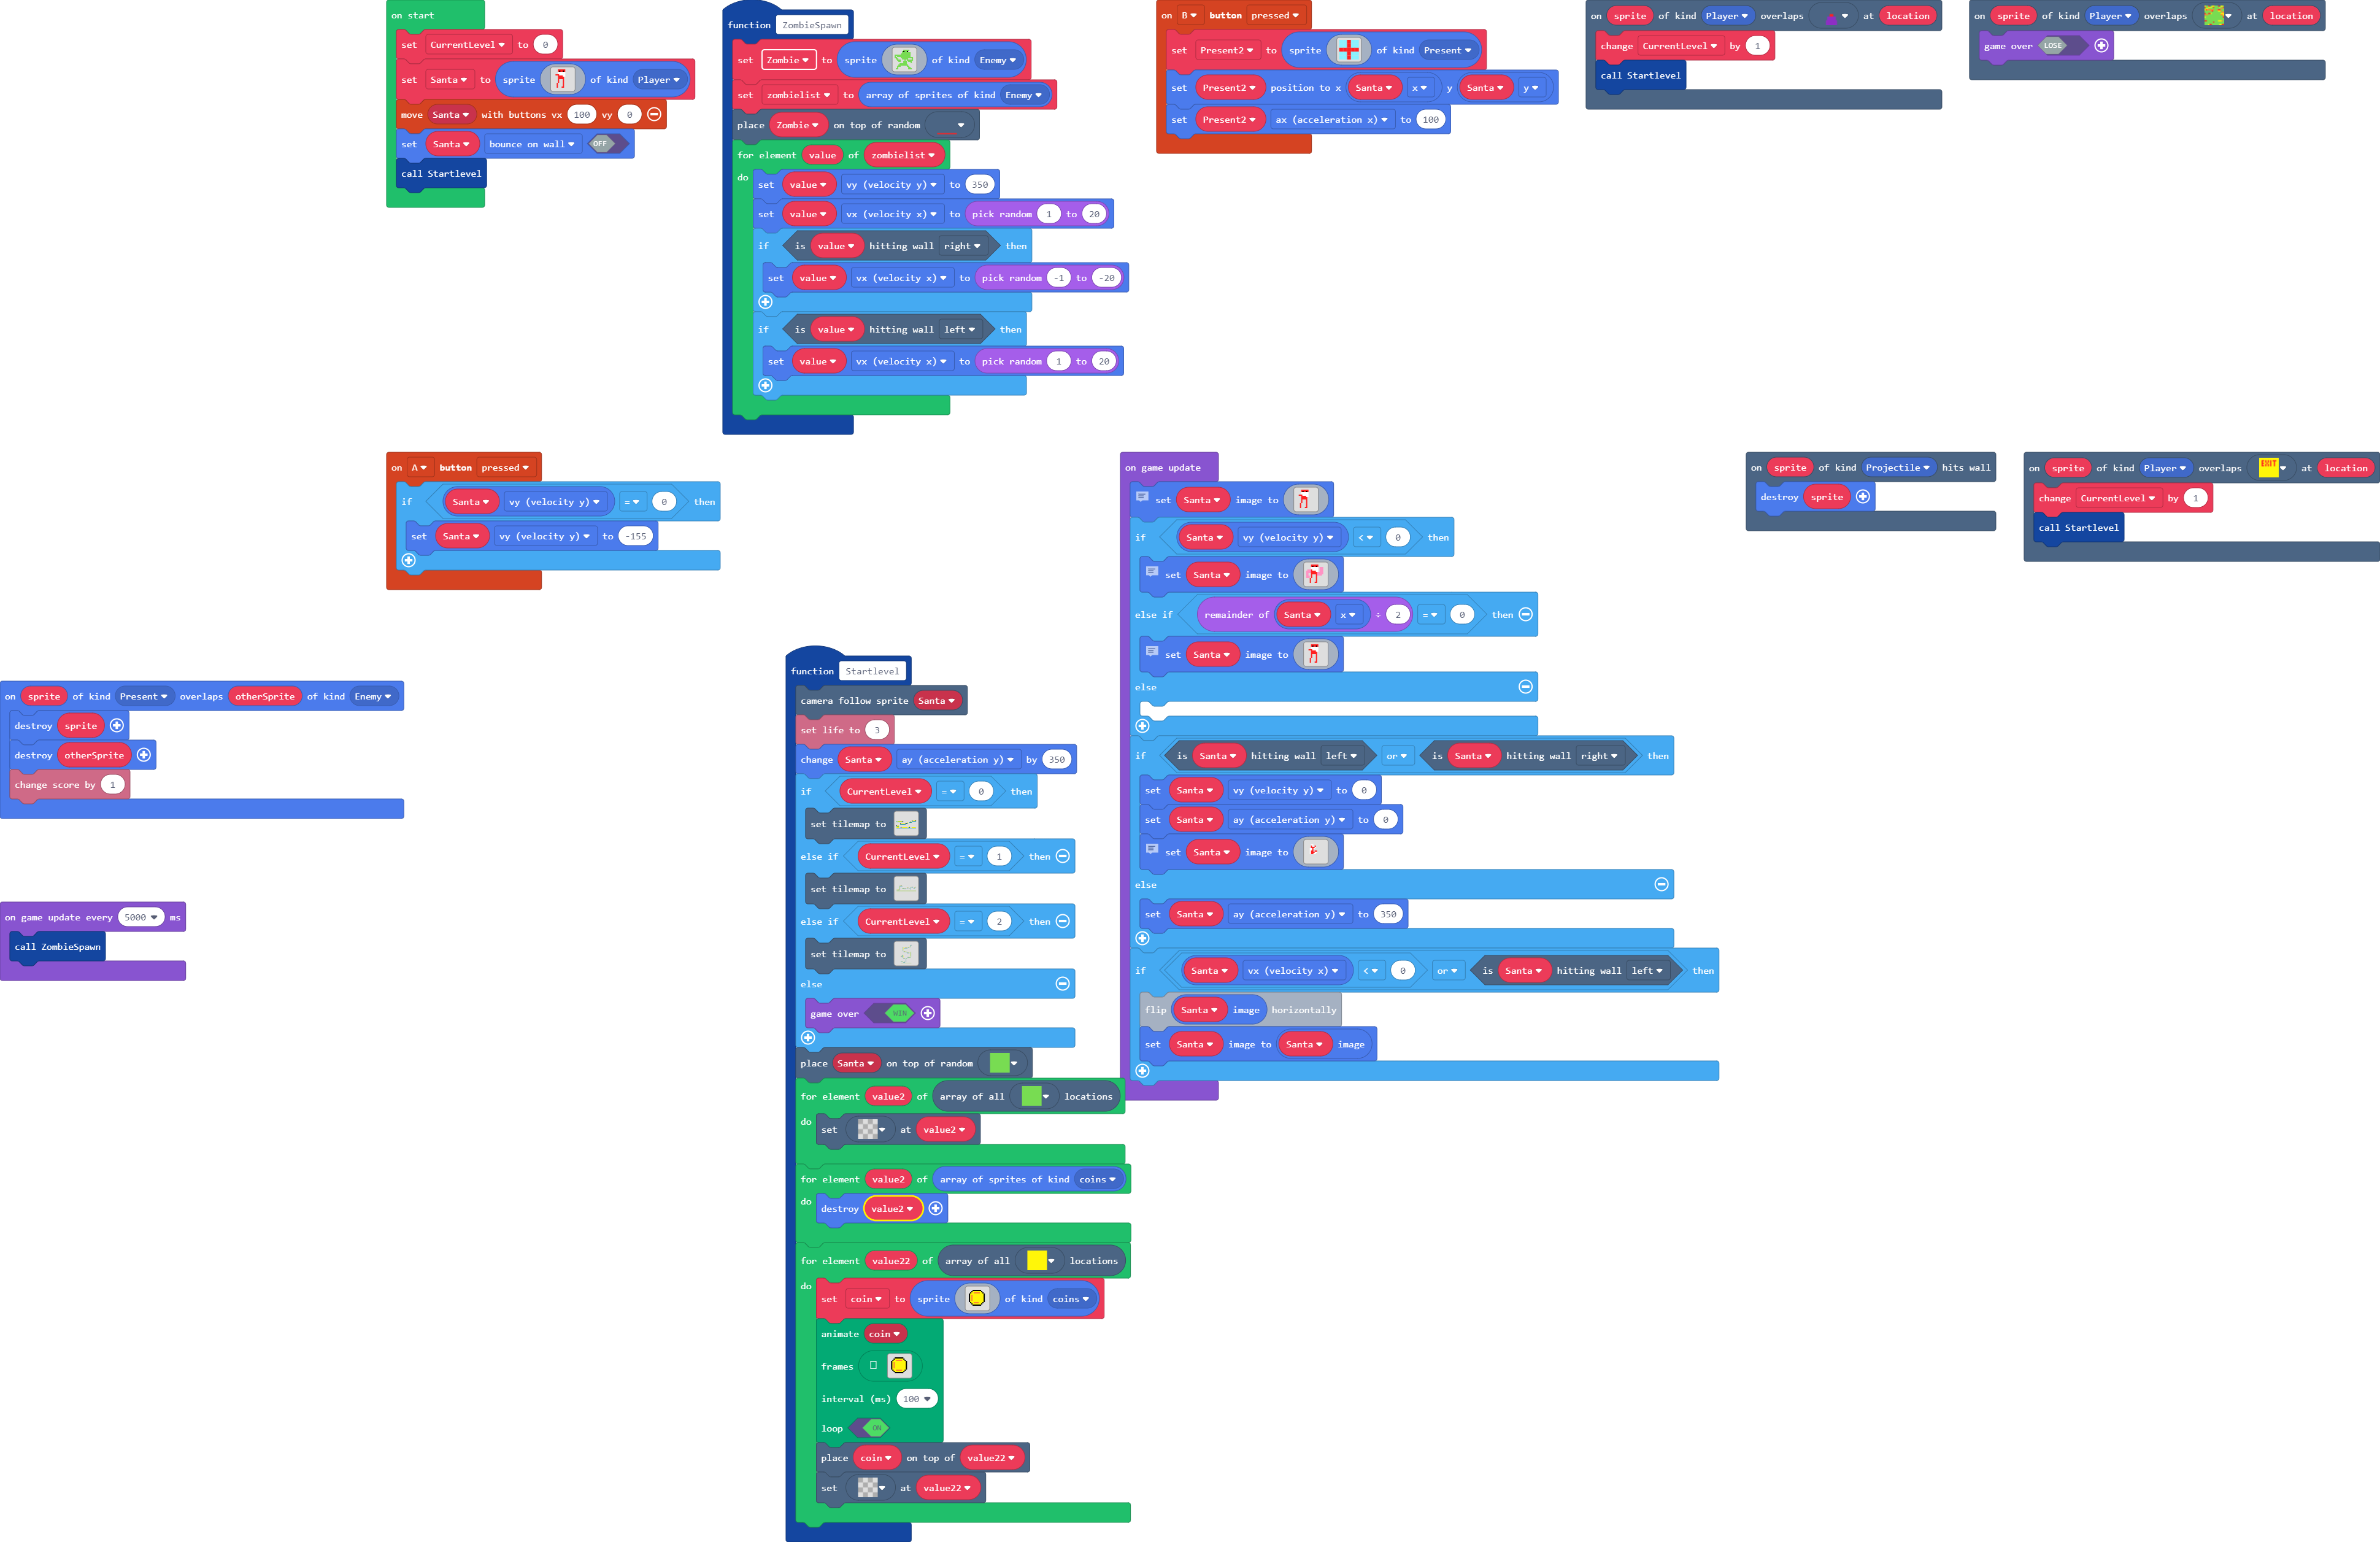 on start
set CurrentLevel to 0
set Santa to sprite of kind Player
move Santa with buttons vx 100 vy 0
set Santa bounce on wall OFF
call Startlevel
function ZombieSpawn
set Zombie to sprite of kind Enemy
set zombielist to array of sprites of kind Enemy
place Zombie on top of random
for element value of zombielist
do
set value vy (velocity y) to 350
set value vx (velocity x) to pick random 1 to 20
if is value hitting wall right then
set value vx (velocity x) to pick random -1 to -20
if is value hitting wall left then
set value vx (velocity x) to pick random 1 to 20
on B button pressed
set Present2 to sprite of kind Present
set Present2 position to x Santa x y Santa y
set Present2 ax (acceleration x) to 100
on sprite of kind Player overlaps at location
change CurrentLevel by 1
call Startlevel
on sprite of kind Player overlaps at location
game over LOSE
on A button pressed
if Santa vy (velocity y) = 0 then
set Santa vy (velocity y) to -155
on game update
set Santa image to
if Santa vy (velocity y) < 0 then
set Santa image to
else if remainder of Santa x ÷ 2 = 0 then
set Santa image to
else
if is Santa hitting wall left or is Santa hitting wall right then
set Santa vy (velocity y) to 0
set Santa ay (acceleration y) to 0
set Santa image to
else
set Santa ay (acceleration y) to 350
if Santa vx (velocity x) < 0 or is Santa hitting wall left then
flip Santa image horizontally
set Santa image to Santa image
on sprite of kind Projectile hits wall
destroy sprite
on sprite of kind Player overlaps EXIT at location
change CurrentLevel by 1
call Startlevel
on sprite of kind Present overlaps otherSprite of kind Enemy
destroy sprite
destroy otherSprite
change score by 1
on game update every 5000 ms
call ZombieSpawn
function Startlevel
camera follow sprite Santa
set life to 3
change Santa ay (acceleration y) by 350
if CurrentLevel = 0 then
set tilemap to
else if CurrentLevel = 1 then
set tilemap to
else if CurrentLevel = 2 then
set tilemap to
else
game over WIN
place Santa on top of random
for element value2 of array of all locations
do
set at value2
for element value2 of array of sprites of kind coins
do
destroy value2
for element value22 of array of all locations
do
set coin to sprite of kind coins
animate coin
frames
interval (ms) 100
loop ON
place coin on top of value22
set at value22